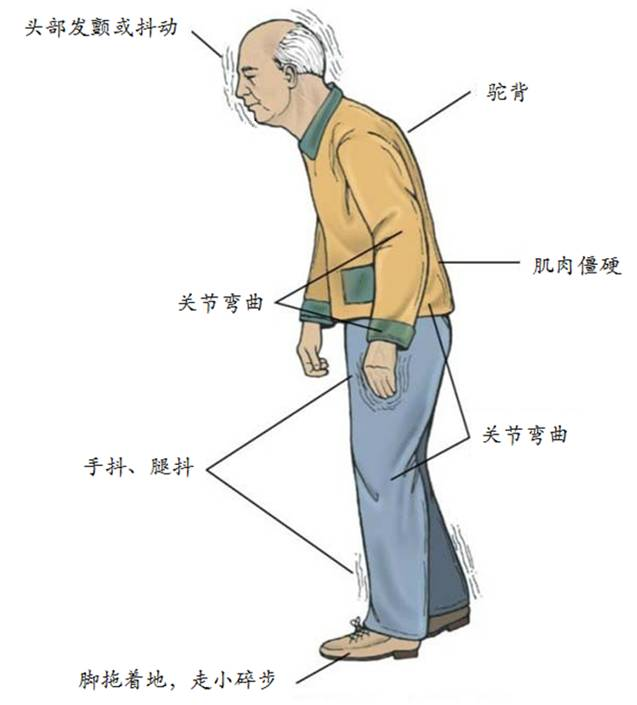 头部发颤或抖动
驼背
肌肉僵硬
关节弯曲
关节弯曲
手抖、腿抖
脚拖着地，走小碎步